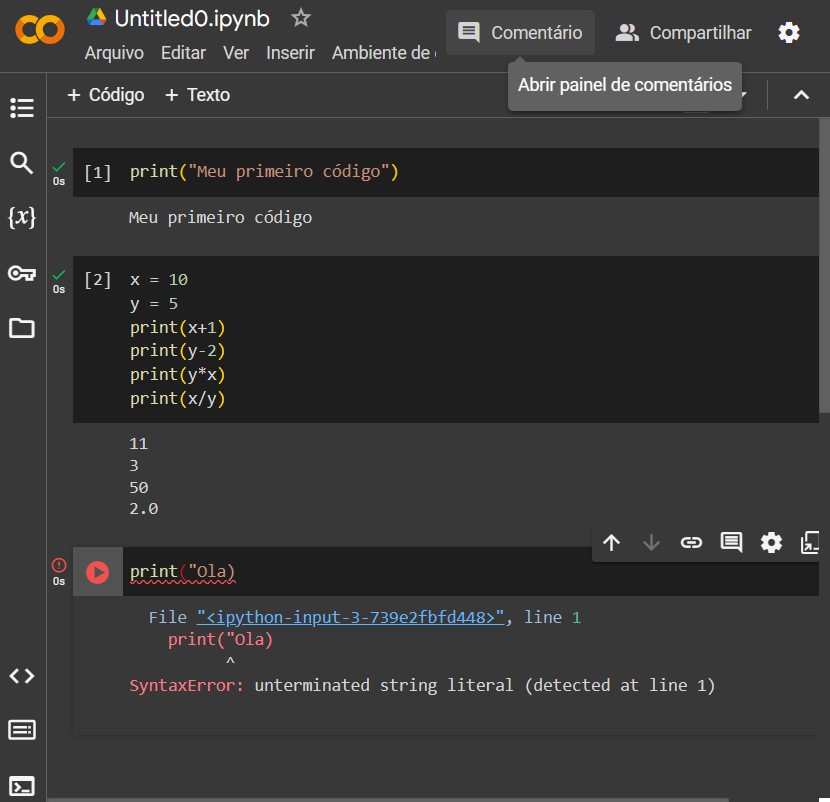 Untitled0.ipynb
Comentário
Compartilhar
Arquivo Editar Ver Inserir Ambiente de
Abrir painel de comentários
+ Código + Texto
[1] print("Meu primeiro código")
0s
Meu primeiro código
[2] x = 10
0s
y = 5
print(x+1)
print(y-2)
print(y*x)
print(x/y)
11
3
50
2.0
print("Ola)
0s
File "<ipython-input-3-739e2fbfd448>", line 1
print("Ola)
^
SyntaxError: unterminated string literal (detected at line 1)